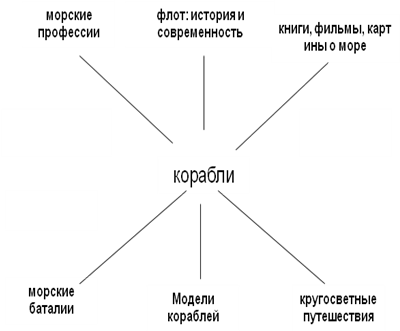 морские
профессии
флот: история и
современность
книги, фильмы, карт
ины о море
корабли
морские
баталии
Модели
кораблей
кругосветные
путешествия